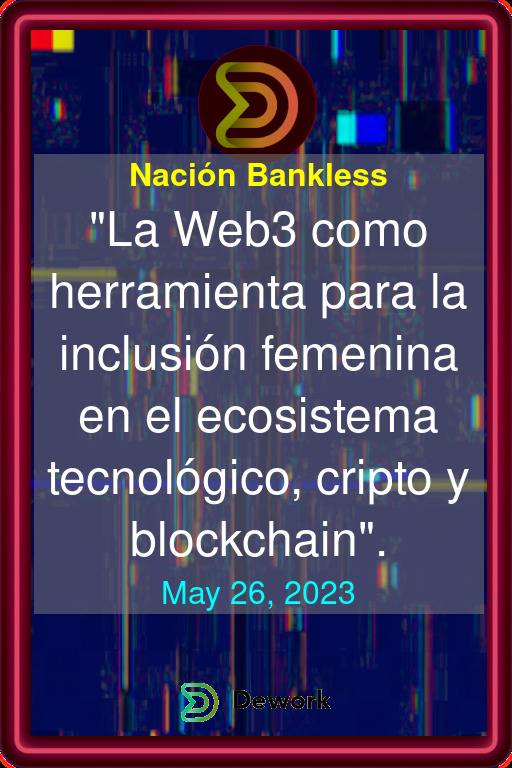 Nación Bankless
"La Web3 como
herramienta para la
inclusión femenina
en el ecosistema
tecnológico, cripto y
blockchain".
May 26, 2023
Dework